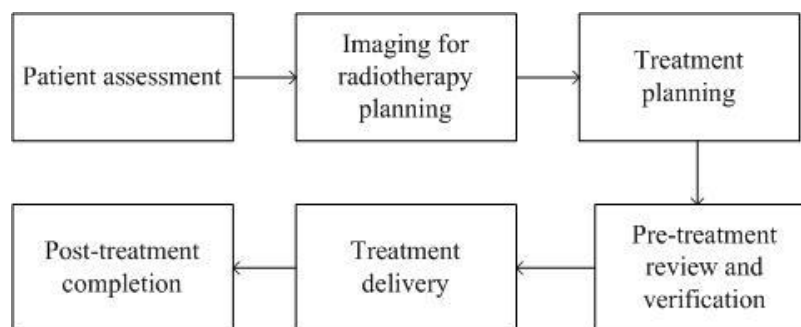 Patient assessment
Imaging for
radiotherapy
planning
Treatment
planning
Pre-treatment
review and
verification
Treatment
delivery
Post-treatment
completion